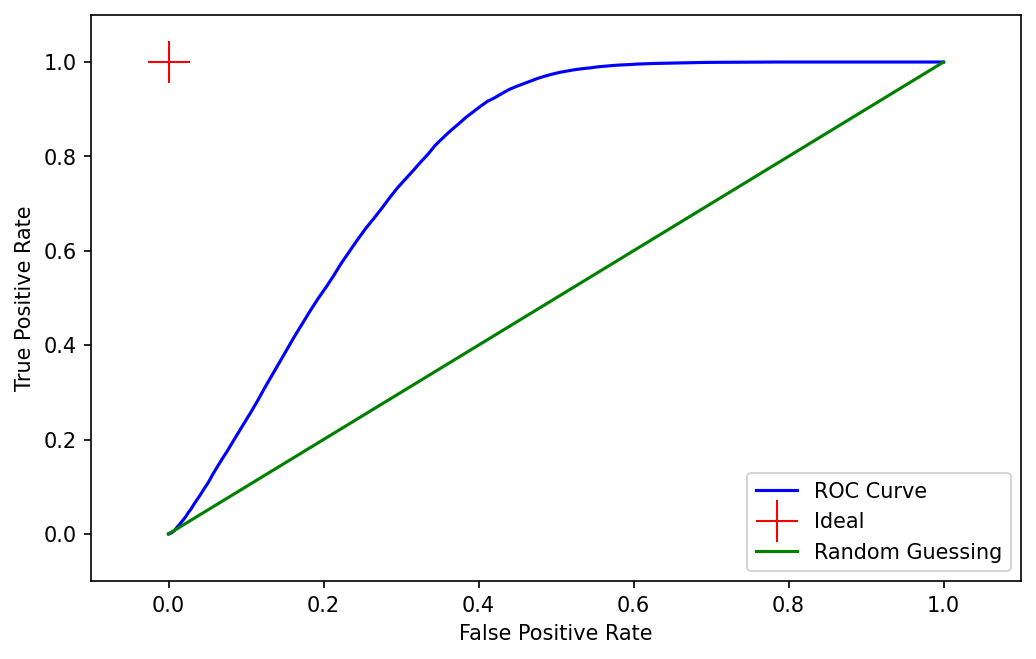 1.0
0.8
0.6
0.4
0.2
0.0
True Positive Rate
ROC Curve
Ideal
Random Guessing
0.0 0.2 0.4 0.6 0.8 1.0
False Positive Rate